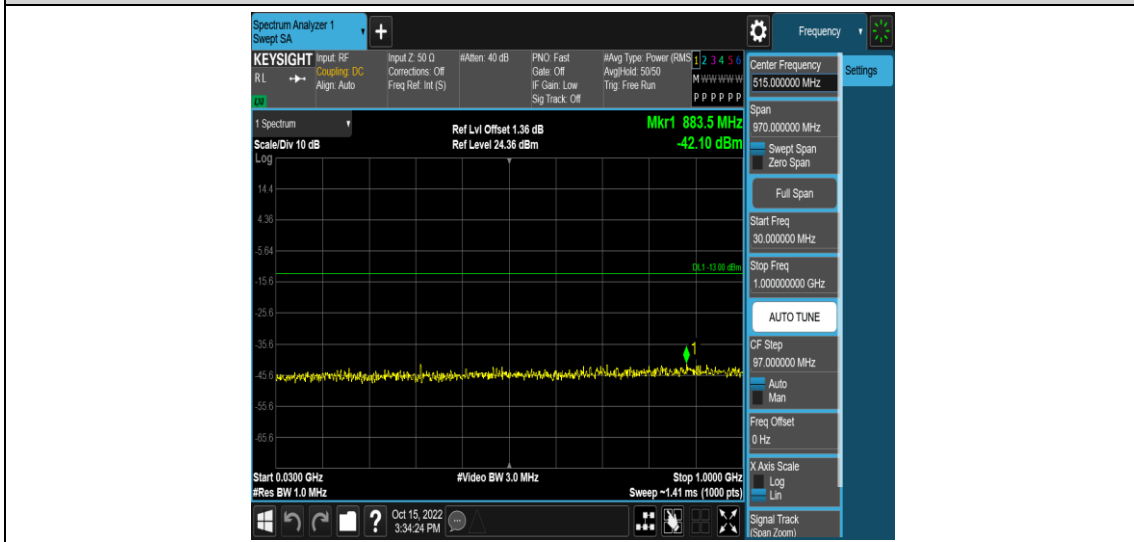 Spectrum Analyzer 1
Swept SA
+
Frequency
KEYSIGHT
RL
LXI
Input: RF
Coupling: DC
Align: Auto
Input Z: 50 Ω
Corrections: Off
Freq Ref: Int (S)
#Atten: 40 dB
PNO: Fast
Gate: Off
IF Gain: Low
Sig Track: Off
#Avg Type: Power (RMS
Avg|Hold: 50/50
Trig: Free Run
1 2 3 4 5 6
M W W W W W
P P P P P P
1 Spectrum
Ref Lvl Offset 1.36 dB
Mkr1 883.5 MHz
Scale/Div 10 dB
Ref Level 24.36 dBm
-42.10 dBm
Log
14.4
4.36
-5.64
DL1 -13.00 dBm
-15.6
-25.6
-35.6
1
-45.6
-55.6
-65.6
Start 0.0300 GHz
#Video BW 3.0 MHz
Stop 1.0000 GHz
#Res BW 1.0 MHz
Sweep ~1.41 ms (1000 pts)
?
Oct 15, 2022
3:34:24 PM
Center Frequency
515.000000 MHz
Settings
Span
970.000000 MHz
Swept Span
Zero Span
Full Span
Start Freq
30.000000 MHz
Stop Freq
1.000000000 GHz
AUTO TUNE
CF Step
97.000000 MHz
Auto
Man
Freq Offset
0 Hz
X Axis Scale
Log
Lin
Signal Track
(Span Zoom)